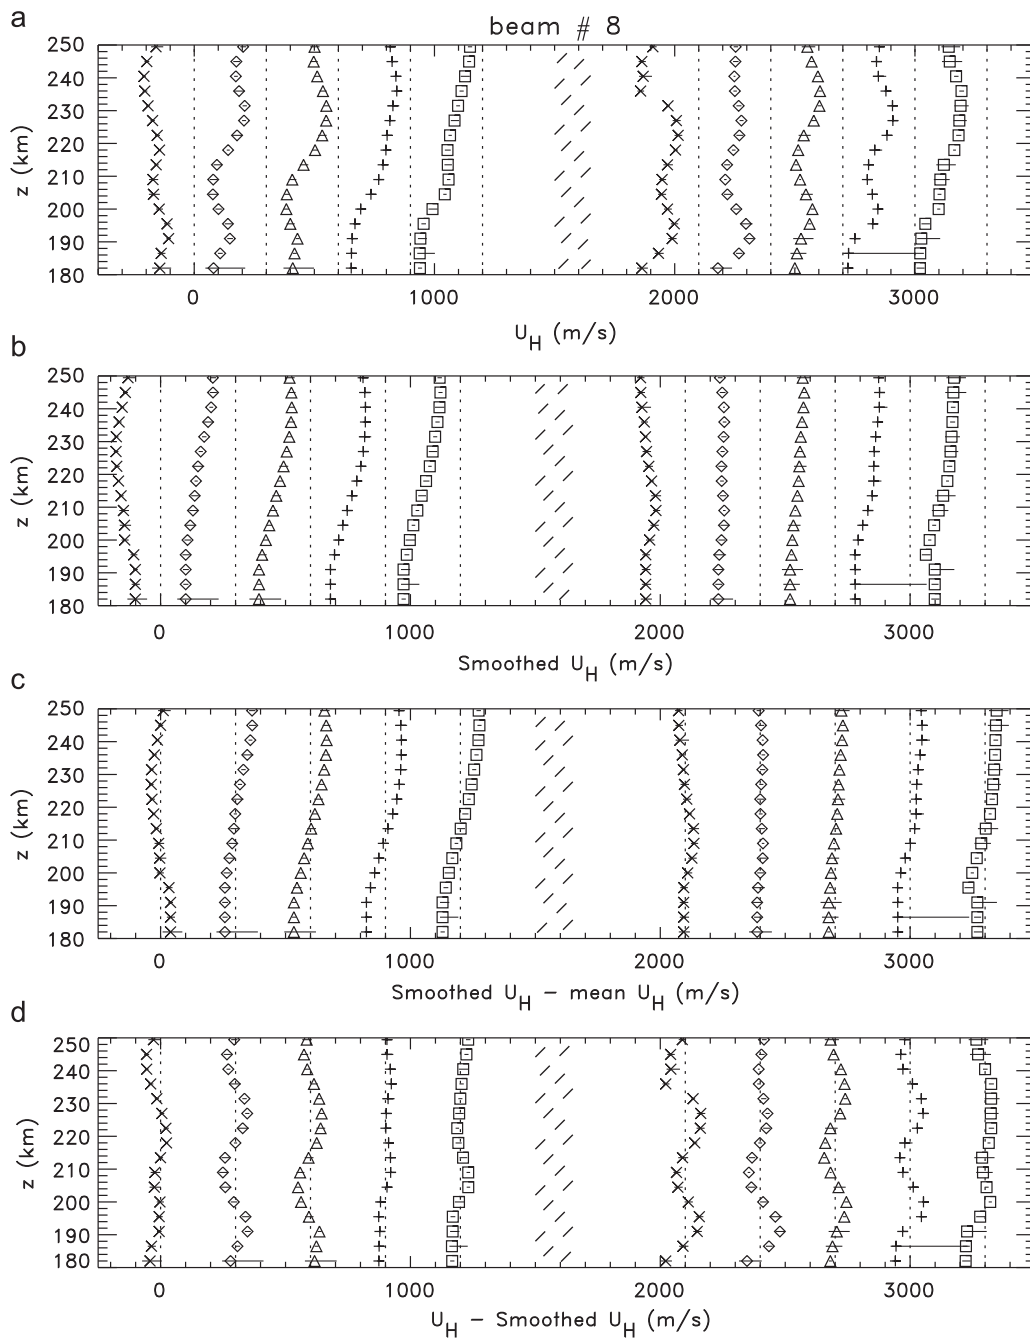 a
beam # 8
250
240
230
220
210
200
190
180
z (km)
0 1000 2000 3000
U_H (m/s)
b
250
240
230
220
210
200
190
180
z (km)
0 1000 2000 3000
Smoothed U_H (m/s)
c
250
240
230
220
210
200
190
180
z (km)
0 1000 2000 3000
Smoothed U_H − mean U_H (m/s)
d
250
240
230
220
210
200
190
180
z (km)
0 1000 2000 3000
U_H − Smoothed U_H (m/s)